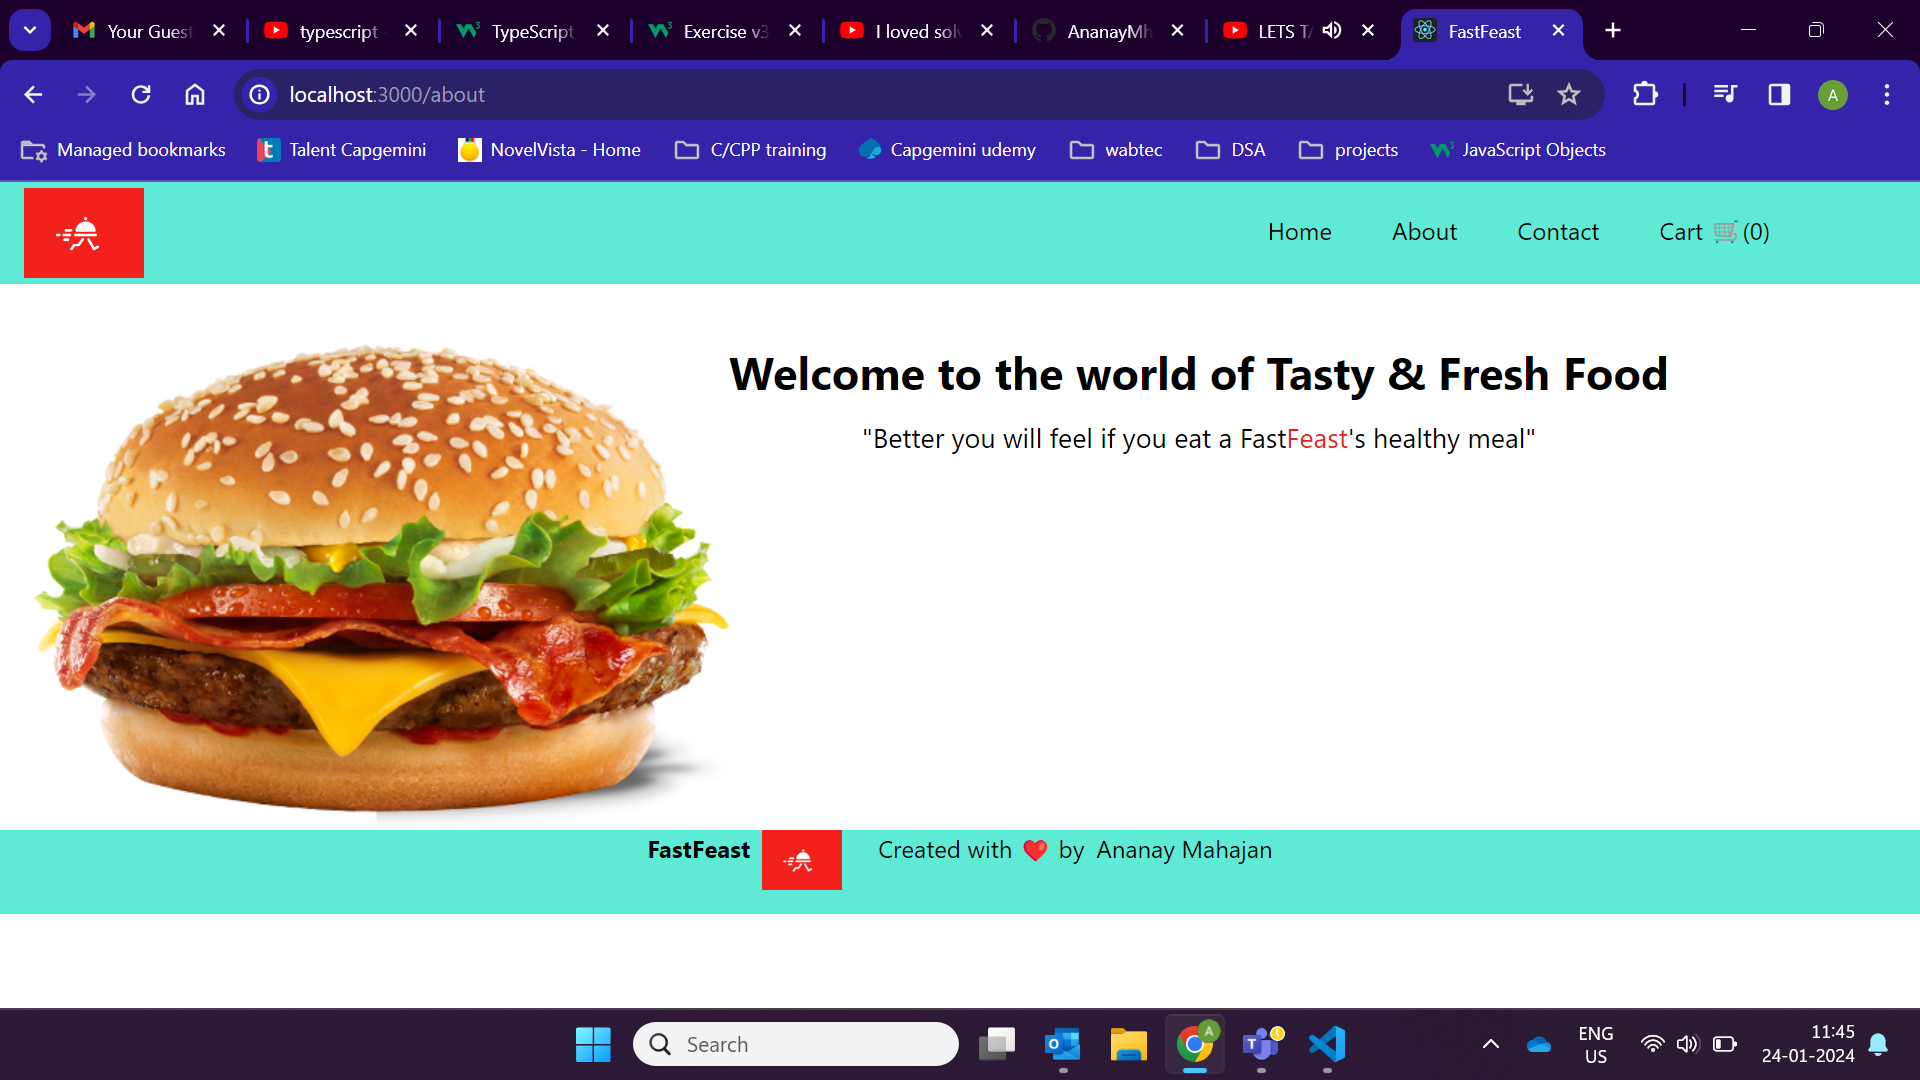 Your Guest
typescript
TypeScript
Exercise v3
I loved solv
AnanayMh
LETS TA
FastFeast
localhost:3000/about
A
Managed bookmarks
Talent Capgemini
NovelVista - Home
C/CPP training
Capgemini udemy
wabtec
DSA
projects
JavaScript Objects
Home
About
Contact
Cart 🛒(0)
Welcome to the world of Tasty & Fresh Food
"Better you will feel if you eat a FastFeast's healthy meal"
FastFeast
Created with ❤️ by Ananay Mahajan
Search
ENG
US
11:45
24-01-2024